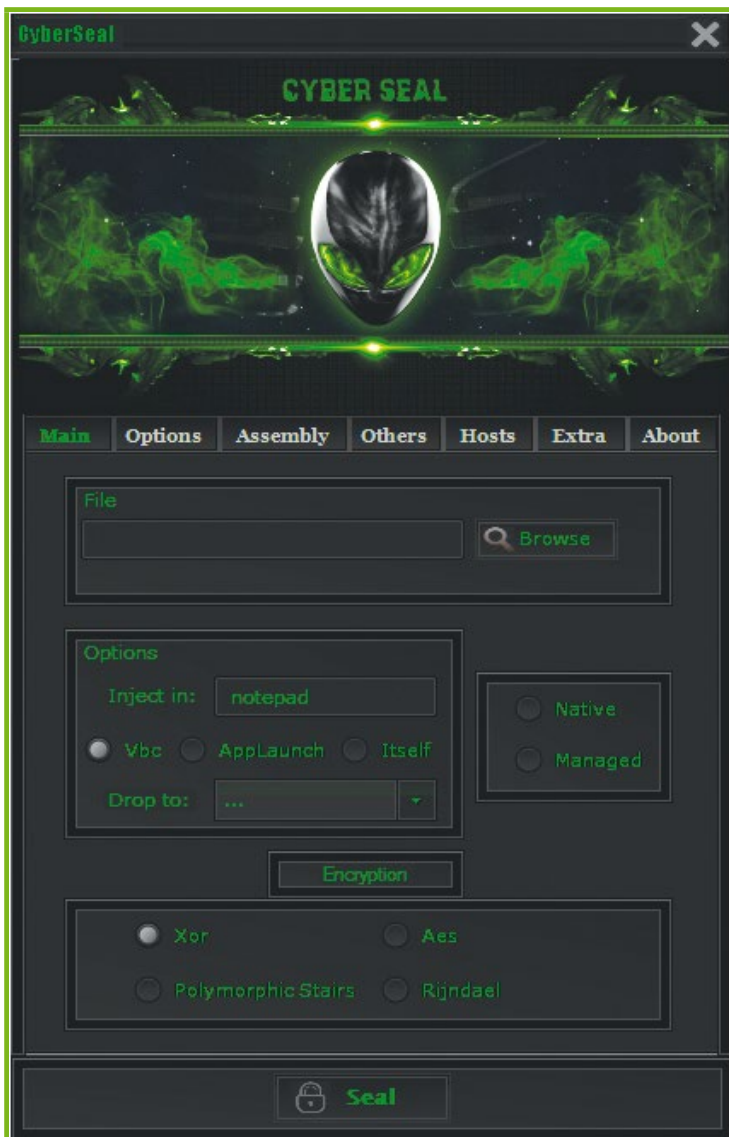 CyberSeal
CYBER SEAL
Main Options Assembly Others Hosts Extra About
File
Browse
Options
Inject in: notepad
Native
Vbc AppLaunch Itself
Managed
Drop to: ...
Encryption
Xor Aes
Polymorphic Stairs Rijndael
Seal